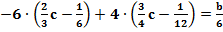 -6·(2/3 c − 1/6) + 4·(3/4 c − 1/12) = b/6